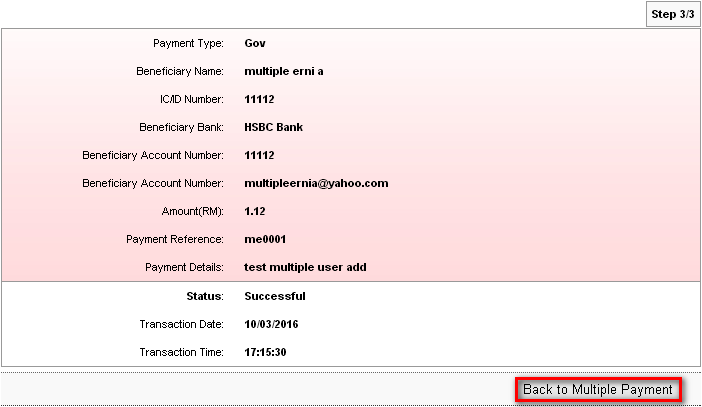 Step 3/3
Payment Type: Gov
Beneficiary Name: multiple erni a
IC/ID Number: 11112
Beneficiary Bank: HSBC Bank
Beneficiary Account Number: 11112
Beneficiary Account Number: multipleernia@yahoo.com
Amount(RM): 1.12
Payment Reference: me0001
Payment Details: test multiple user add
Status: Successful
Transaction Date: 10/03/2016
Transaction Time: 17:15:30
Back to Multiple Payment